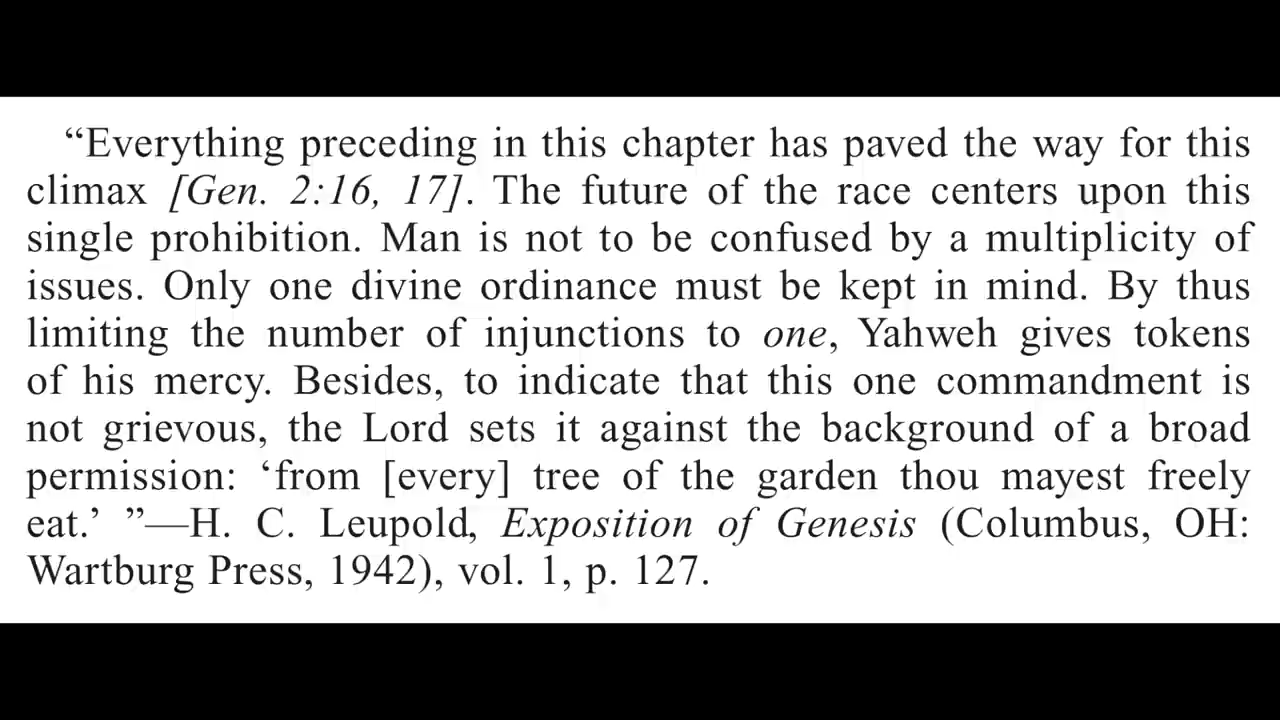 “Everything preceding in this chapter has paved the way for this
climax [Gen. 2:16, 17]. The future of the race centers upon this
single prohibition. Man is not to be confused by a multiplicity of
issues. Only one divine ordinance must be kept in mind. By thus
limiting the number of injunctions to one, Yahweh gives tokens
of his mercy. Besides, to indicate that this one commandment is
not grievous, the Lord sets it against the background of a broad
permission: ‘from [every] tree of the garden thou mayest freely
eat.’ ”—H. C. Leupold, Exposition of Genesis (Columbus, OH:
Wartburg Press, 1942), vol. 1, p. 127.